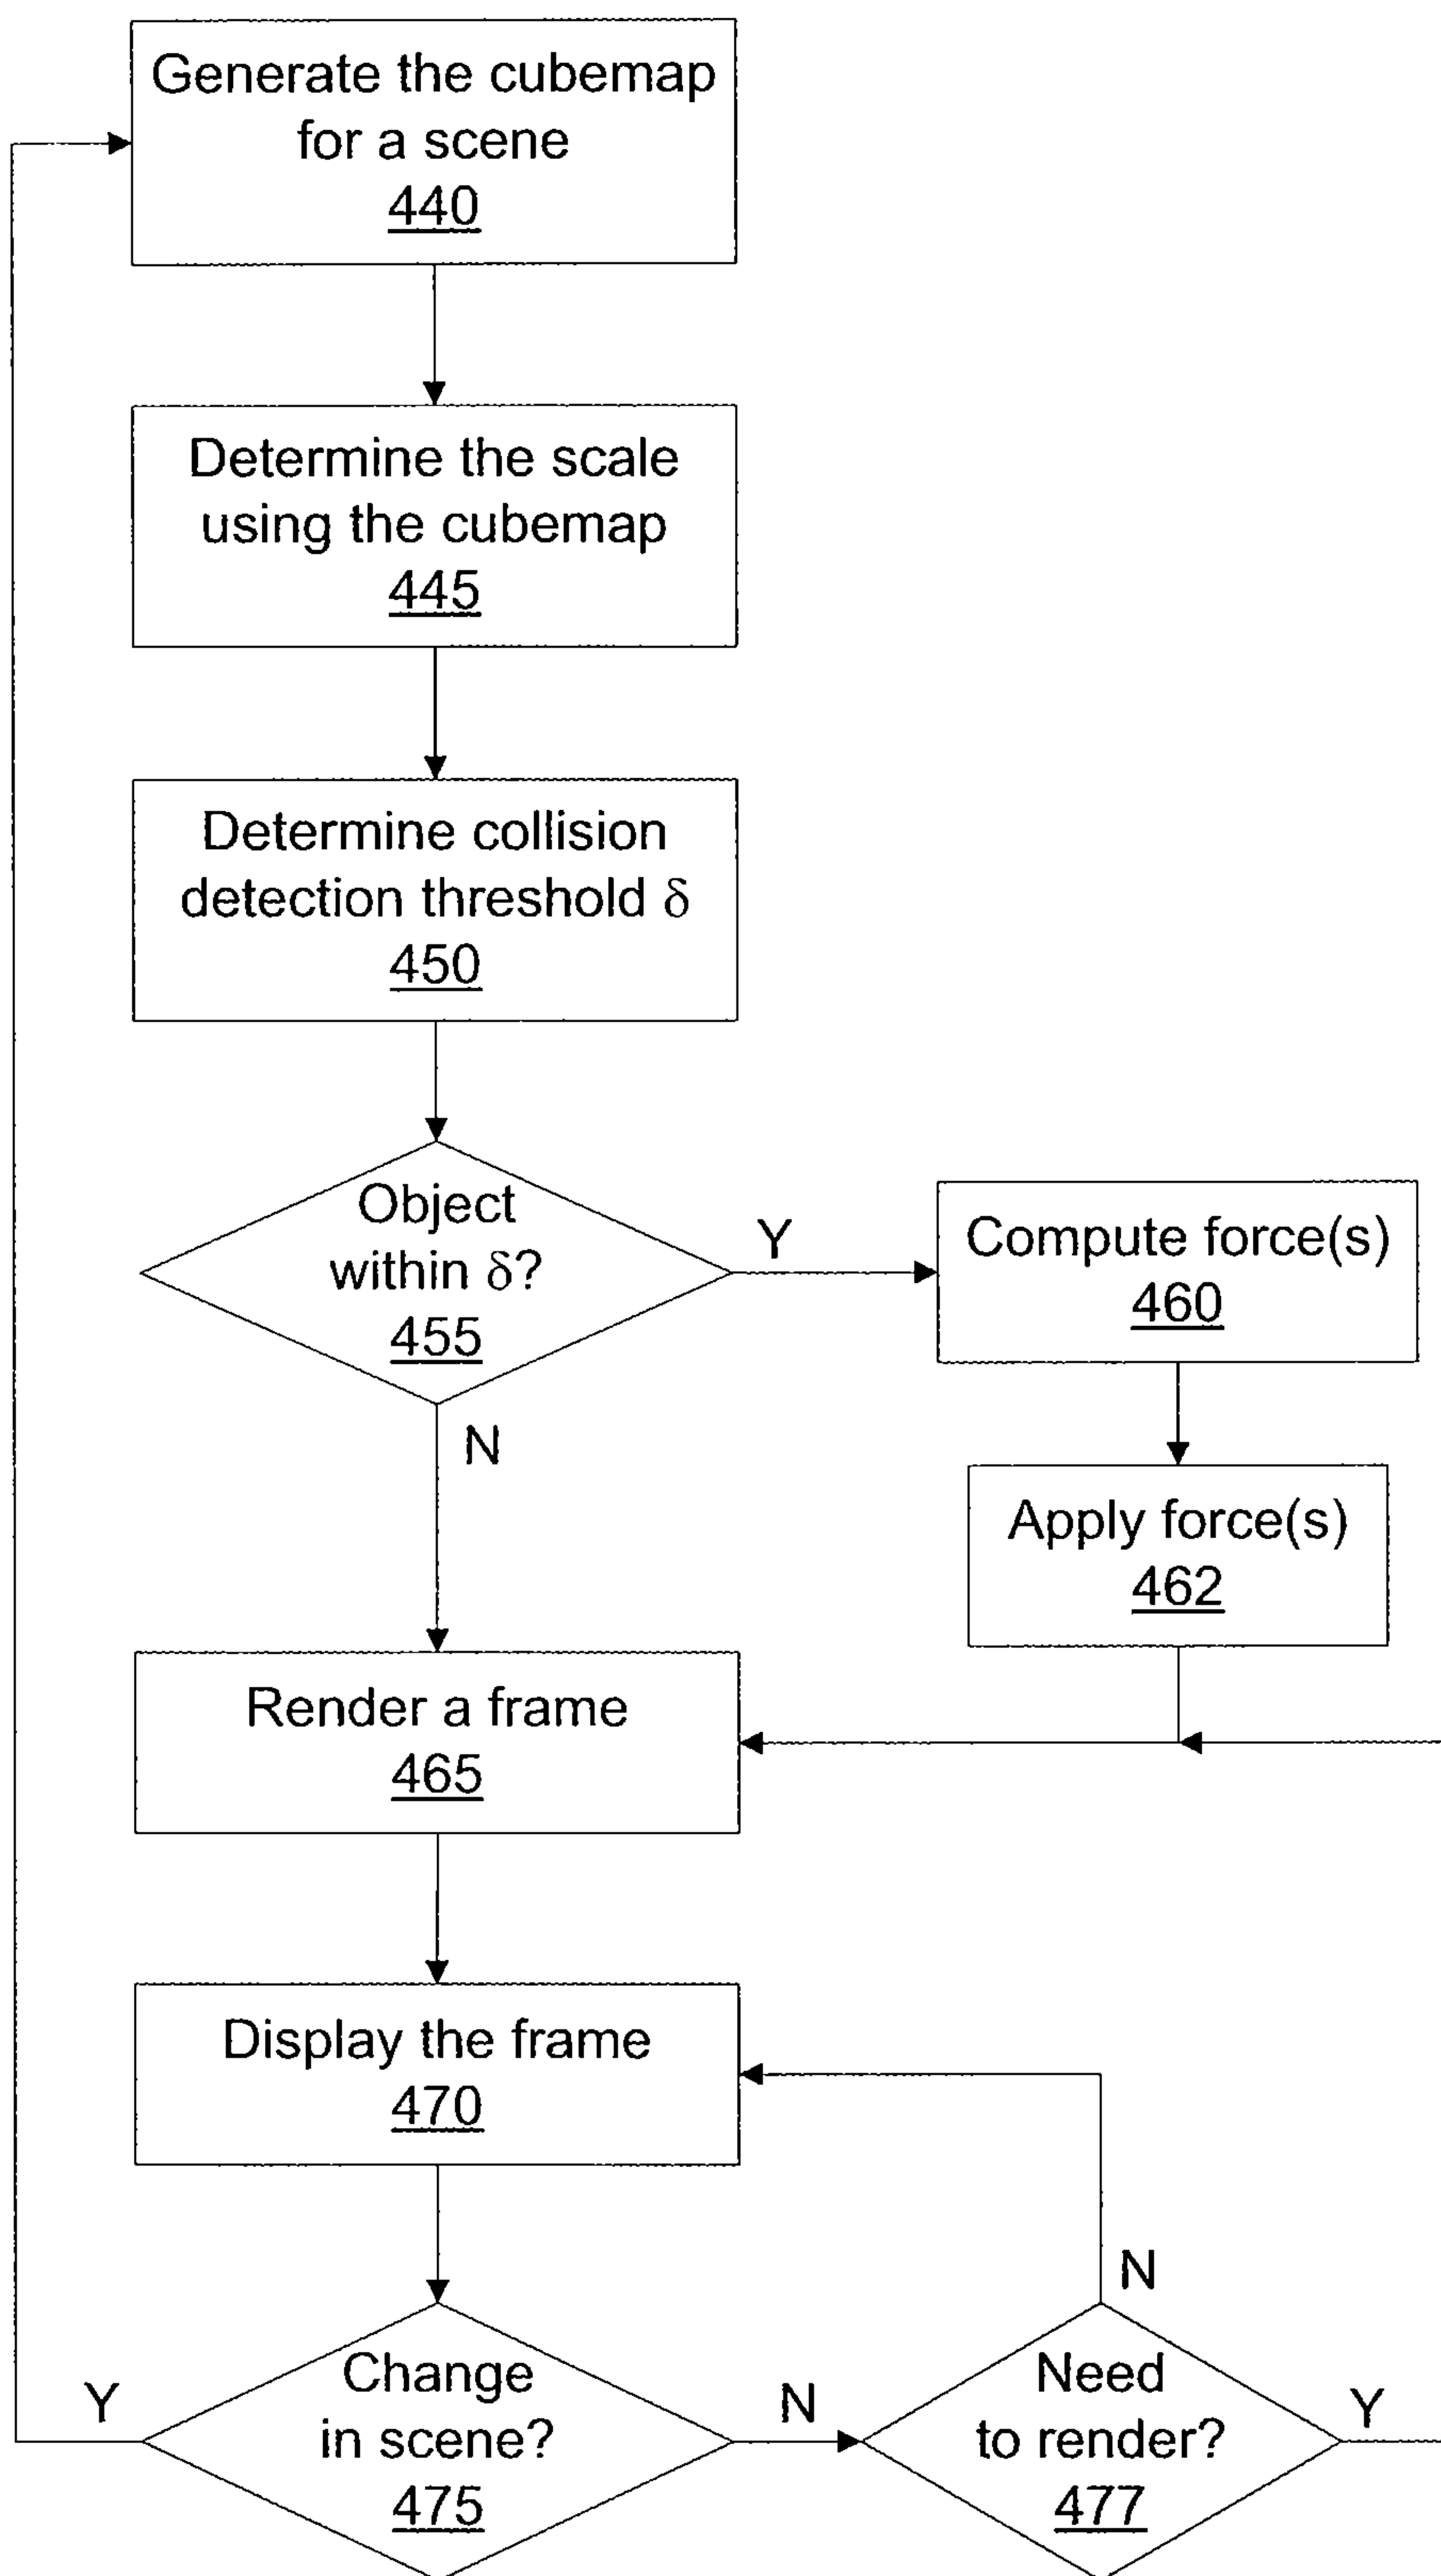 Generate the cubemap
for a scene
440
Determine the scale
using the cubemap
445
Determine collision
detection threshold δ
450
Object
within δ?
455
Y
N
Compute force(s)
460
Apply force(s)
462
Render a frame
465
Display the frame
470
Change
in scene?
475
Y
N
Need
to render?
477
N
Y